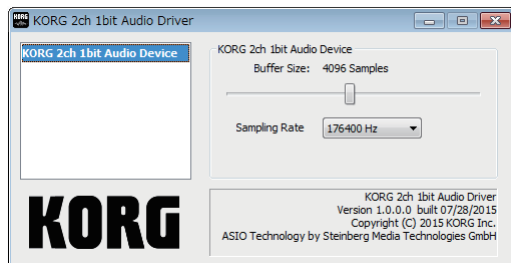 KORG KORG 2ch 1bit Audio Driver
KORG 2ch 1bit Audio Device
KORG 2ch 1bit Audio Device
Buffer Size: 4096 Samples
Sampling Rate 176400 Hz
KORG
KORG 2ch 1bit Audio Driver
Version 1.0.0.0 built 07/28/2015
Copyright (C) 2015 KORG Inc.
ASIO Technology by Steinberg Media Technologies GmbH